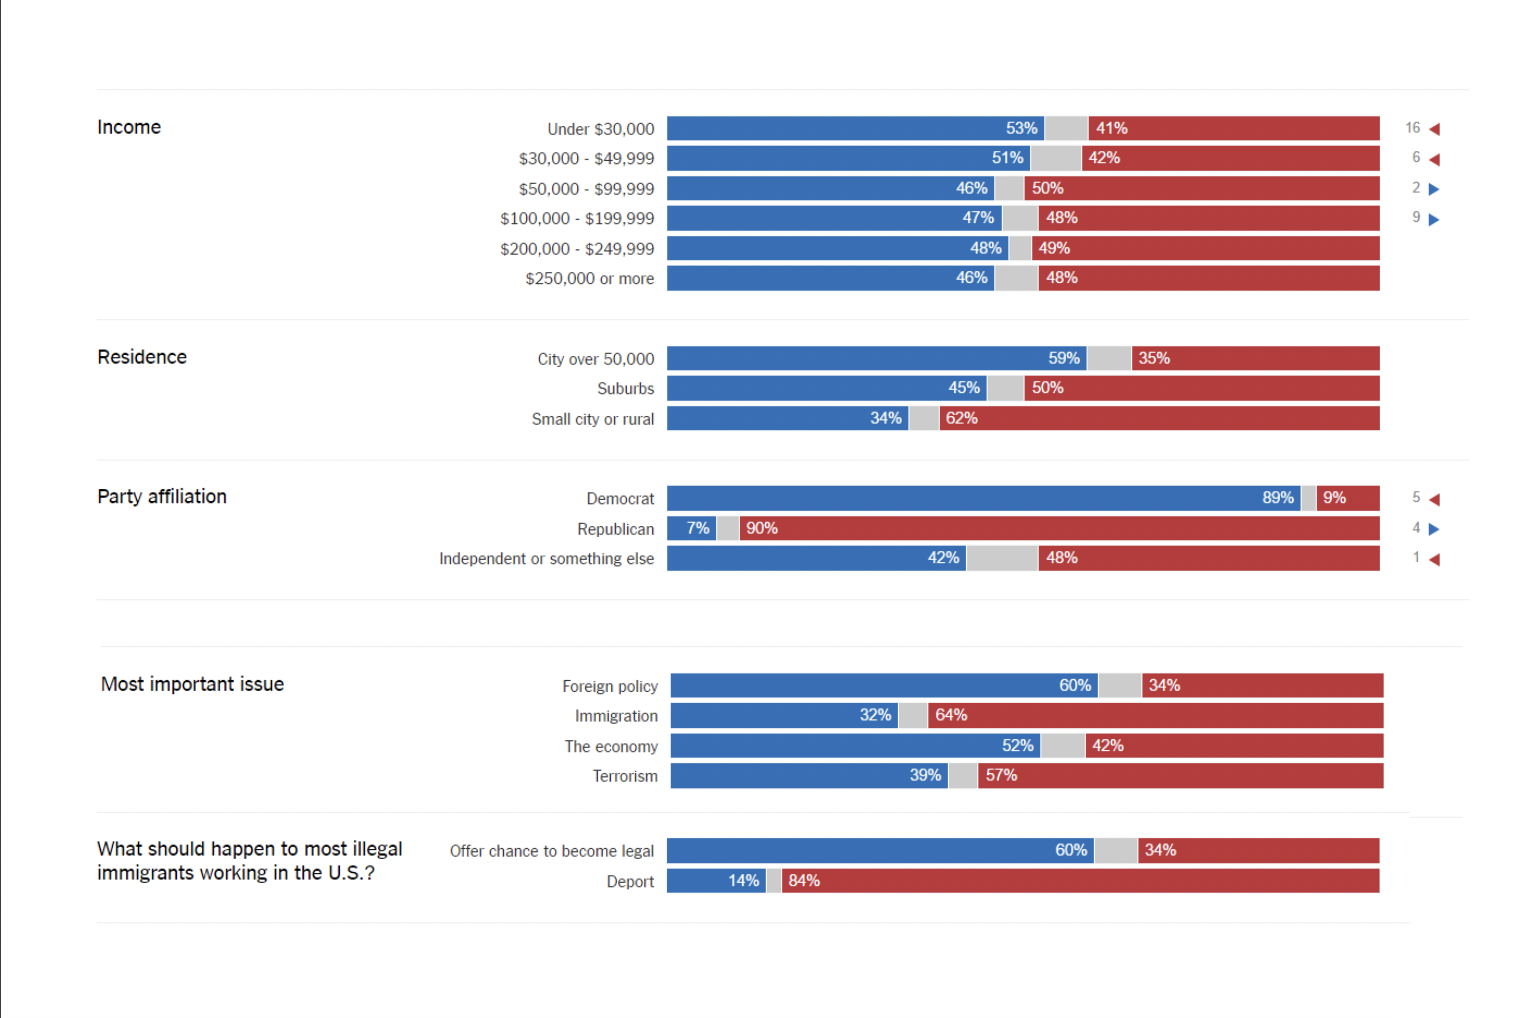 Income
Under $30,000 53% 41% 16
$30,000 - $49,999 51% 42% 6
$50,000 - $99,999 46% 50% 2
$100,000 - $199,999 47% 48% 9
$200,000 - $249,999 48% 49%
$250,000 or more 46% 48%
Residence
City over 50,000 59% 35%
Suburbs 45% 50%
Small city or rural 34% 62%
Party affiliation
Democrat 89% 9% 5
Republican 7% 90% 4
Independent or something else 42% 48% 1
Most important issue
Foreign policy 60% 34%
Immigration 32% 64%
The economy 52% 42%
Terrorism 39% 57%
What should happen to most illegal
immigrants working in the U.S.?
Offer chance to become legal 60% 34%
Deport 14% 84%